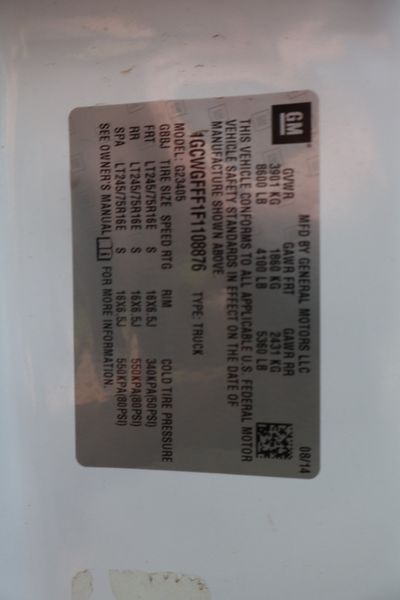 GM
MFD BY GENERAL MOTORS LLC 08/14
GVWR GAWR FRT GAWR RR
3901 KG 1860 KG 2431 KG
8600 LB 4100 LB 5360 LB
THIS VEHICLE CONFORMS TO ALL APPLICABLE U.S. FEDERAL MOTOR
VEHICLE SAFETY STANDARDS IN EFFECT ON THE DATE OF
MANUFACTURE SHOWN ABOVE
1GCWGFFF1F1108876 TYPE: TRUCK
MODEL: G23405
GBBJ TIRE SIZE SPEED RTG RIM COLD TIRE PRESSURE
FRT LT245/75R16E S 16X6.5J 340KPA(50PSI)
RR LT245/75R16E S 16X6.5J 550KPA(80PSI)
SPA LT245/75R16E S 16X6.5J 550KPA(80PSI)
SEE OWNER'S MANUAL FOR MORE INFORMATION.